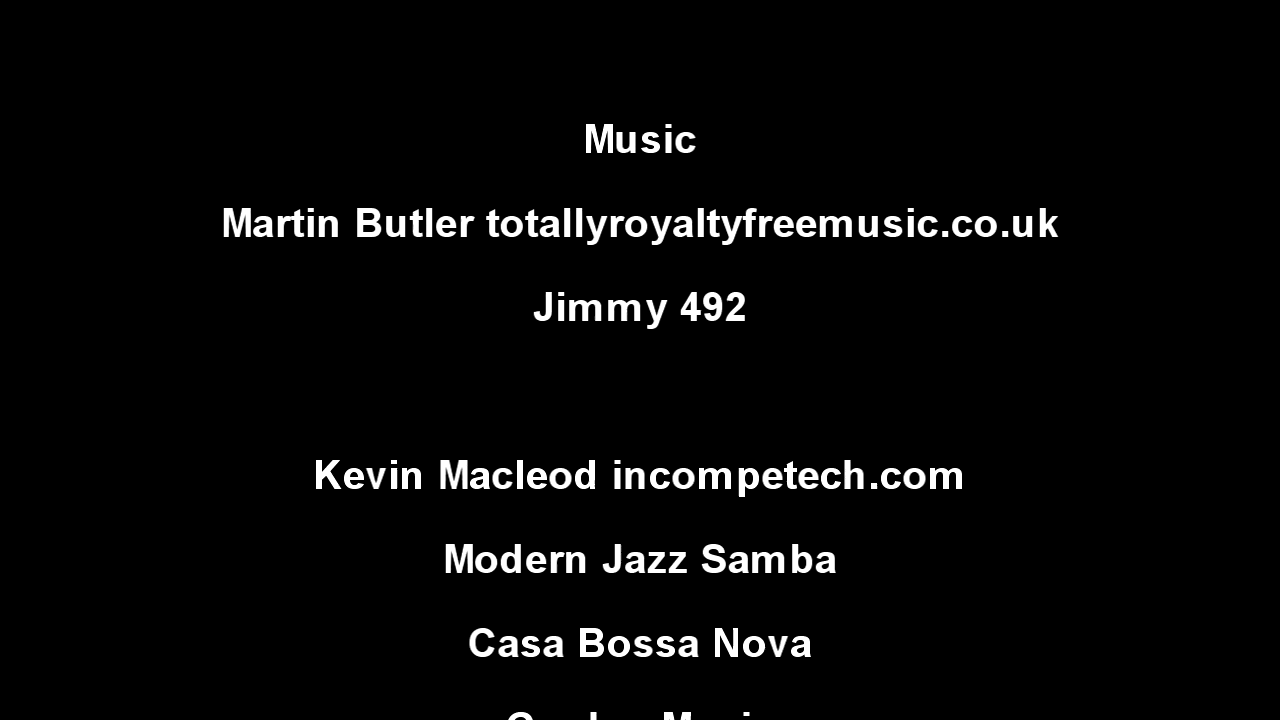 Music
Martin Butler totallyroyaltyfreemusic.co.uk
Jimmy 492
Kevin Macleod incompetech.com
Modern Jazz Samba
Casa Bossa Nova